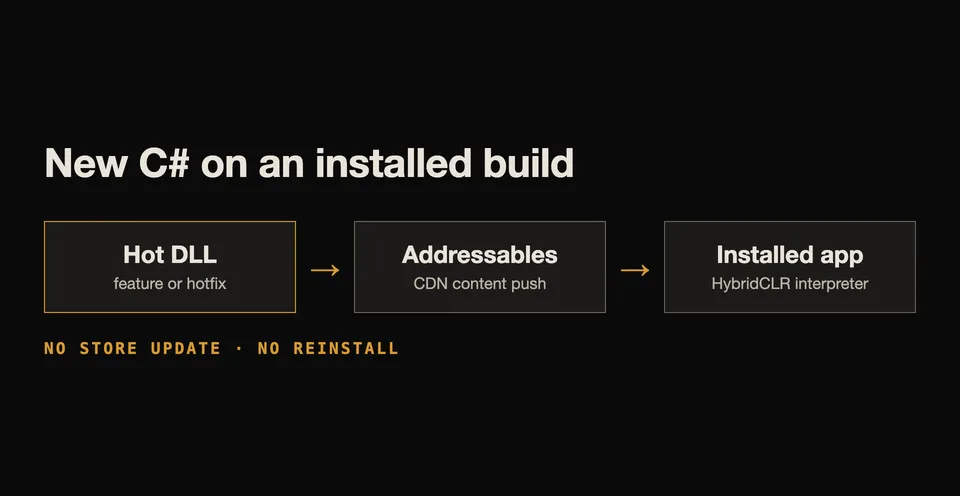 New C# on an installed build
Hot DLL
feature or hotfix
→
Addressables
CDN content push
→
Installed app
HybridCLR interpreter
NO STORE UPDATE · NO REINSTALL